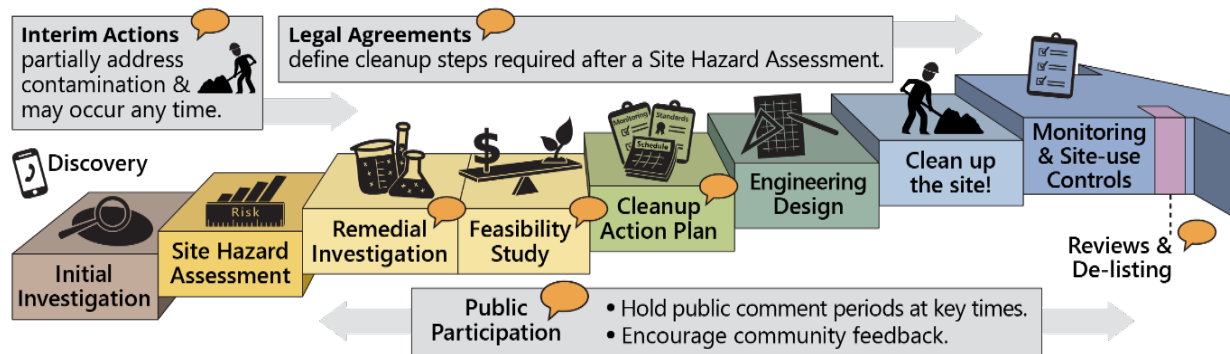 Interim Actions
partially address
contamination &
may occur any time.
Legal Agreements
define cleanup steps required after a Site Hazard Assessment.
Discovery
Initial
Investigation
Risk
Site Hazard
Assessment
Remedial
Investigation
$
Feasibility
Study
Monitoring
Standards
Schedule
Cleanup
Action Plan
Engineering
Design
Clean up
the site!
Monitoring
& Site-use
Controls
Reviews &
De-listing
Public
Participation
• Hold public comment periods at key times.
• Encourage community feedback.